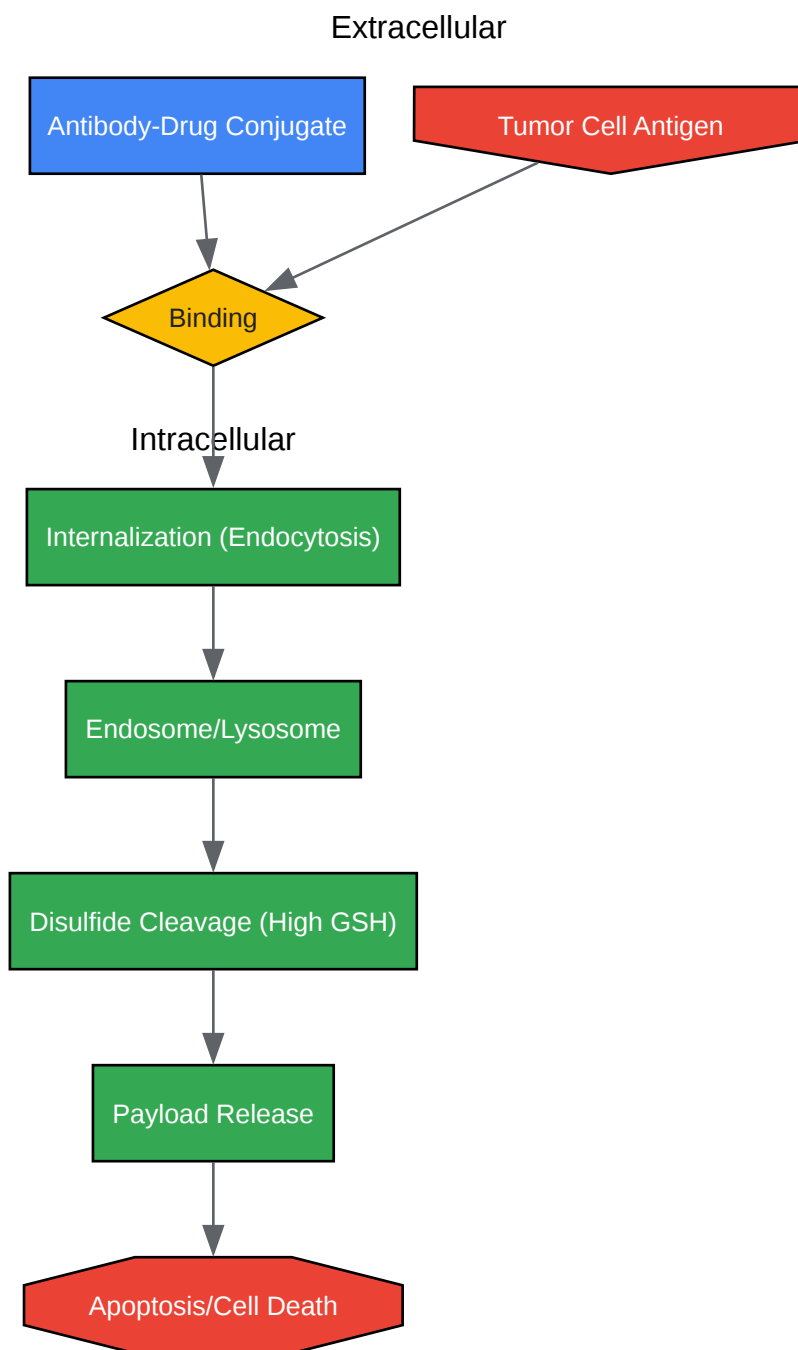 Extracellular
Antibody-Drug Conjugate
Tumor Cell Antigen
Binding
Intracellular
Internalization (Endocytosis)
Endosome/Lysosome
Disulfide Cleavage (High GSH)
Payload Release
Apoptosis/Cell Death